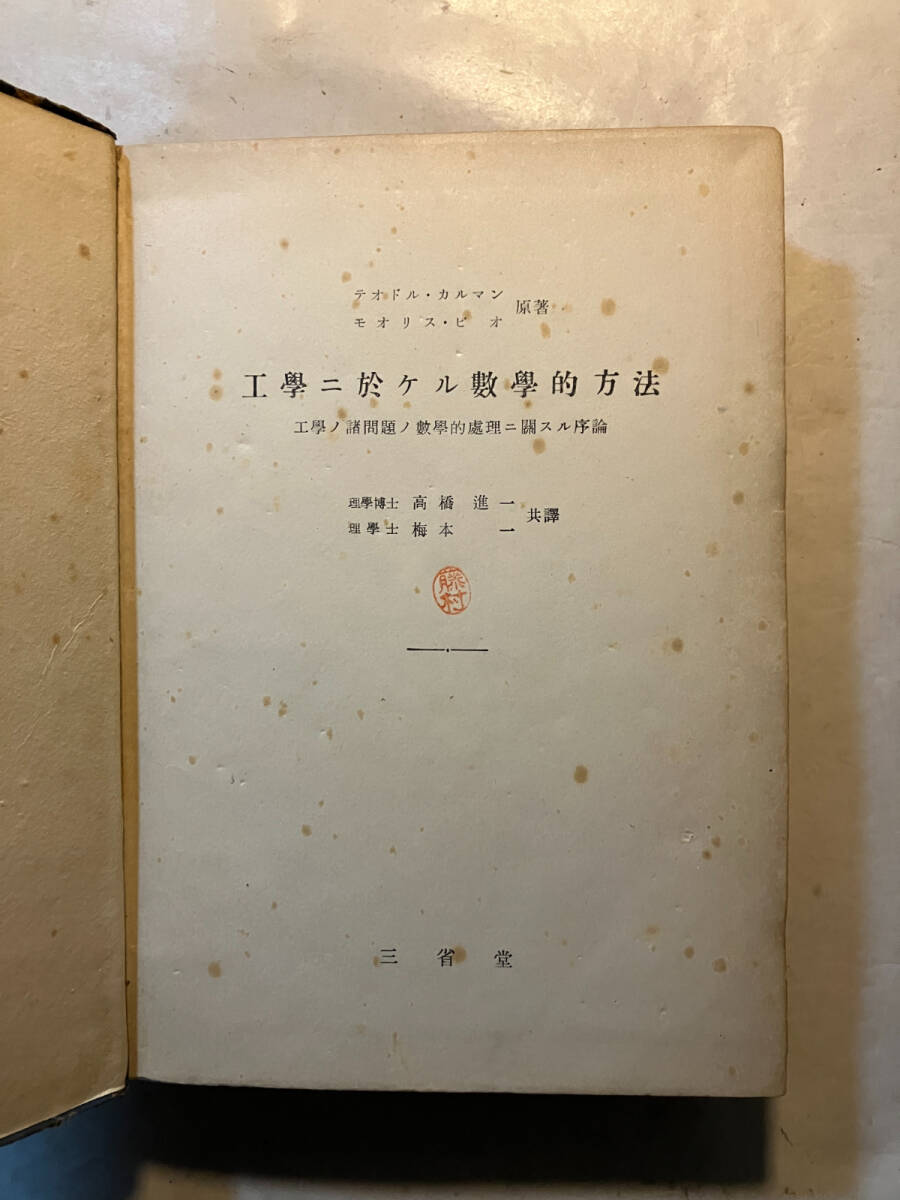 テオドル・カルマン
モオリス・ビオ
原著
工學ニ於ケル數學的方法
工學ノ諸問題ノ數學的處理ニ關スル序論
理學博士 高橋進一
理學士 梅本一
共譯
藤村
三省堂